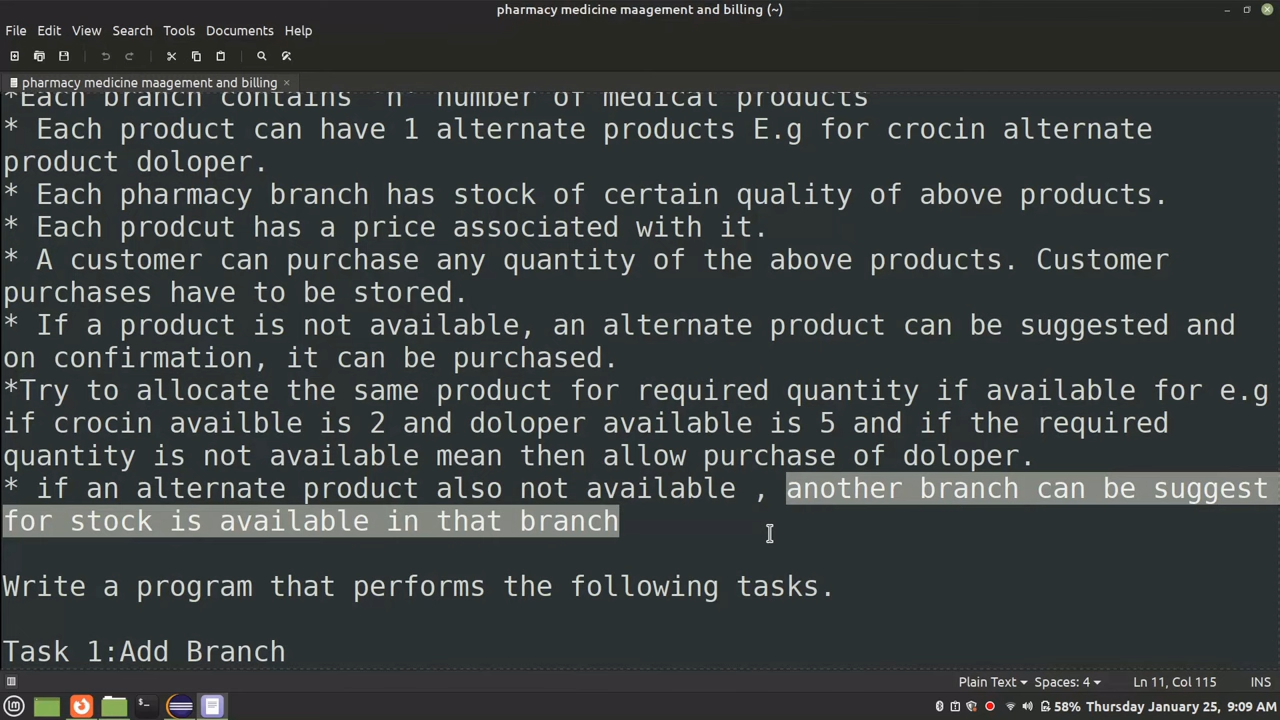 pharmacy medicine maagement and billing (~)
File Edit View Search Tools Documents Help
pharmacy medicine maagement and billing
*Each branch contains 'n' number of medical products
* Each product can have 1 alternate products E.g for crocin alternate
product doloper.
* Each pharmacy branch has stock of certain quality of above products.
* Each prodcut has a price associated with it.
* A customer can purchase any quantity of the above products. Customer
purchases have to be stored.
* If a product is not available, an alternate product can be suggested and
on confirmation, it can be purchased.
*Try to allocate the same product for required quantity if available for e.g
if crocin availble is 2 and doloper available is 5 and if the required
quantity is not available mean then allow purchase of doloper.
* if an alternate product also not available , another branch can be suggest
for stock is available in that branch
Write a program that performs the following tasks.
Task 1:Add Branch
Plain Text Spaces: 4 Ln 11, Col 115 INS
58% Thursday January 25, 9:09 AM